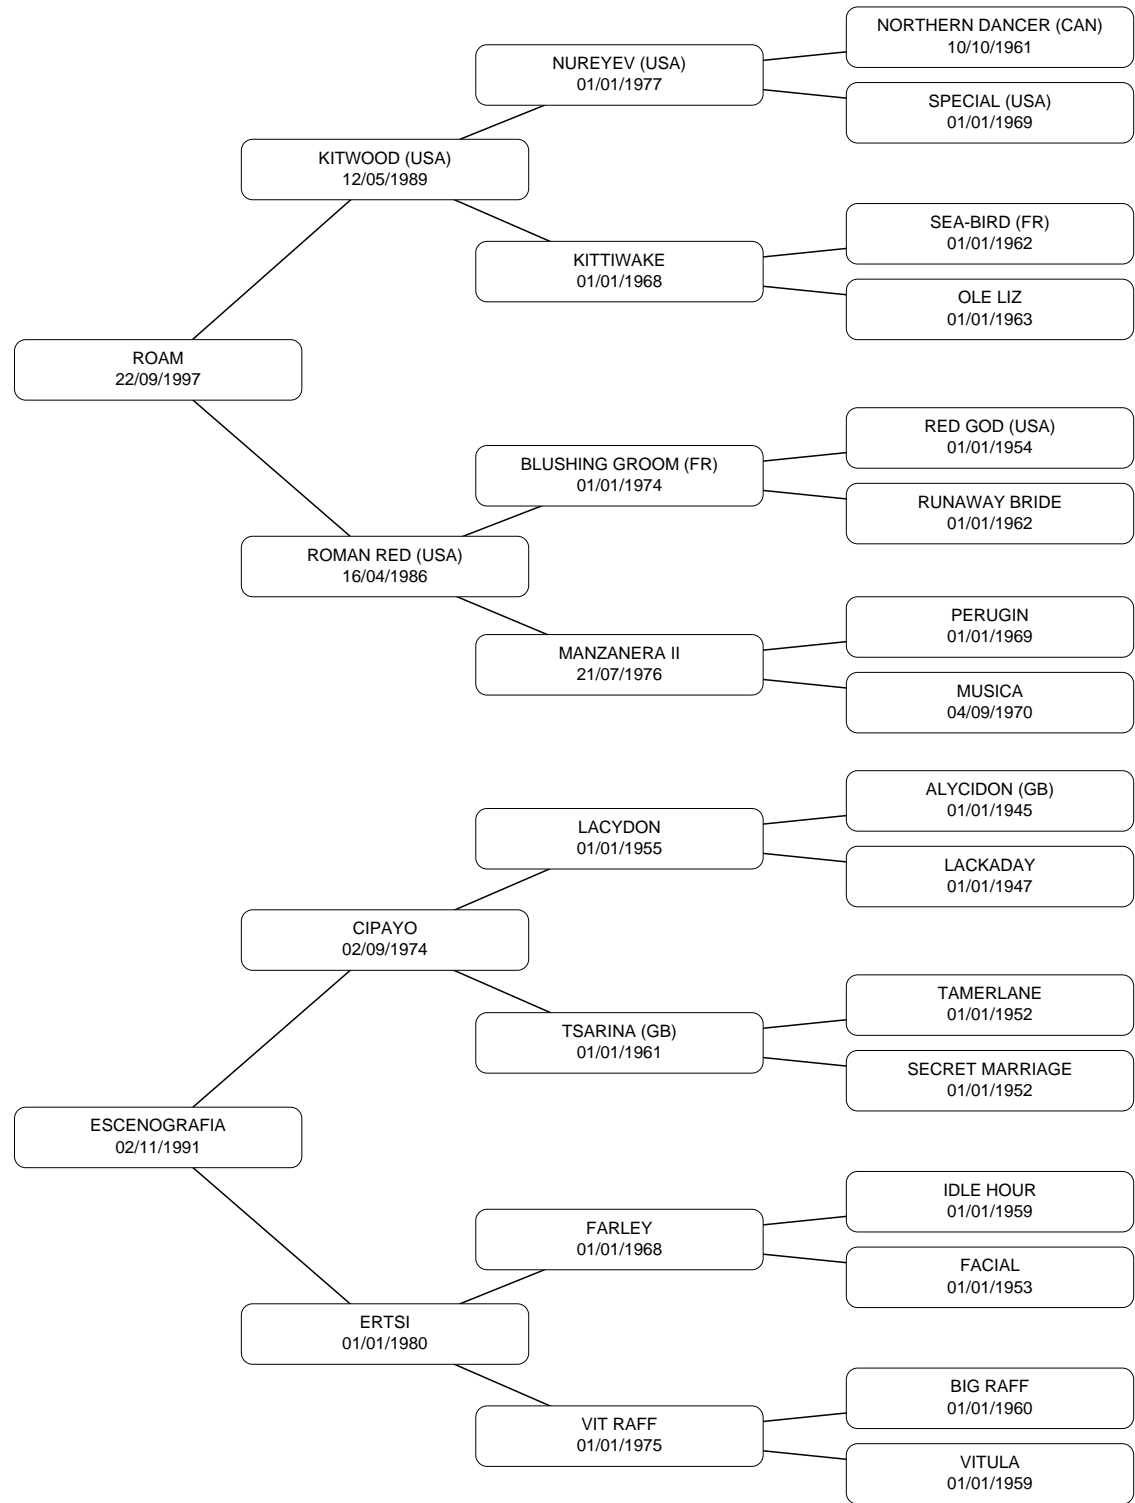 NORTHERN DANCER (CAN)
10/10/1961
NUREYEV (USA)
01/01/1977
SPECIAL (USA)
01/01/1969
KITWOOD (USA)
12/05/1989
SEA-BIRD (FR)
01/01/1962
KITTIWAKE
01/01/1968
OLE LIZ
01/01/1963
ROAM
22/09/1997
RED GOD (USA)
01/01/1954
BLUSHING GROOM (FR)
01/01/1974
RUNAWAY BRIDE
01/01/1962
ROMAN RED (USA)
16/04/1986
PERUGIN
01/01/1969
MANZANERA II
21/07/1976
MUSICA
04/09/1970
ALYCIDON (GB)
01/01/1945
LACYDON
01/01/1955
LACKADAY
01/01/1947
CIPAYO
02/09/1974
TAMERLANE
01/01/1952
TSARINA (GB)
01/01/1961
SECRET MARRIAGE
01/01/1952
ESCENOGRAFIA
02/11/1991
IDLE HOUR
01/01/1959
FARLEY
01/01/1968
FACIAL
01/01/1953
ERTSI
01/01/1980
BIG RAFF
01/01/1960
VIT RAFF
01/01/1975
VITULA
01/01/1959